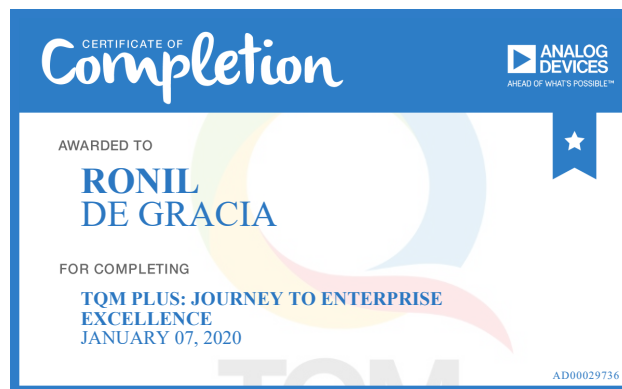 CERTIFICATE OF
Completion
ANALOG
DEVICES
AHEAD OF WHAT'S POSSIBLE™
AWARDED TO
RONIL
DE GRACIA
FOR COMPLETING
TQM PLUS: JOURNEY TO ENTERPRISE
EXCELLENCE
JANUARY 07, 2020
TQM
AD00029736